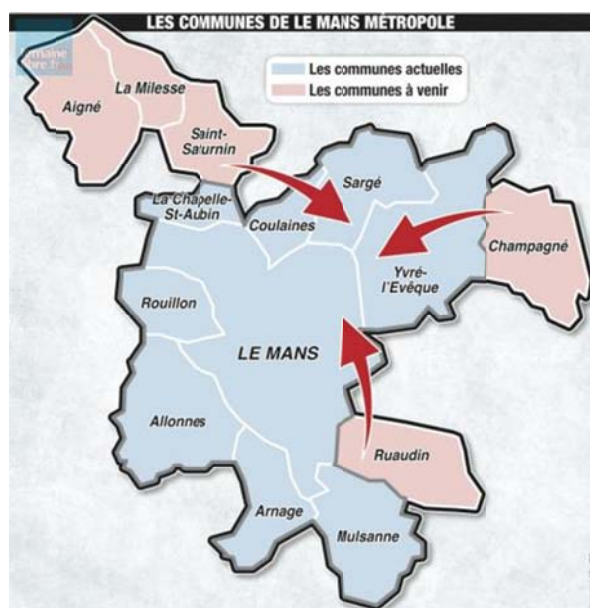 LES COMMUNES DE LE MANS MÉTROPOLE
Les communes actuelles
Les communes à venir
La Milesse
Aigné
Saint-
Saturnin
Sargé
La Chapelle-
St-Aubin
Coulaines
Champagné
Yvré-
l'Evêque
Rouillon
LE MANS
Allonnes
Ruaudin
Arnage
Mulsanne